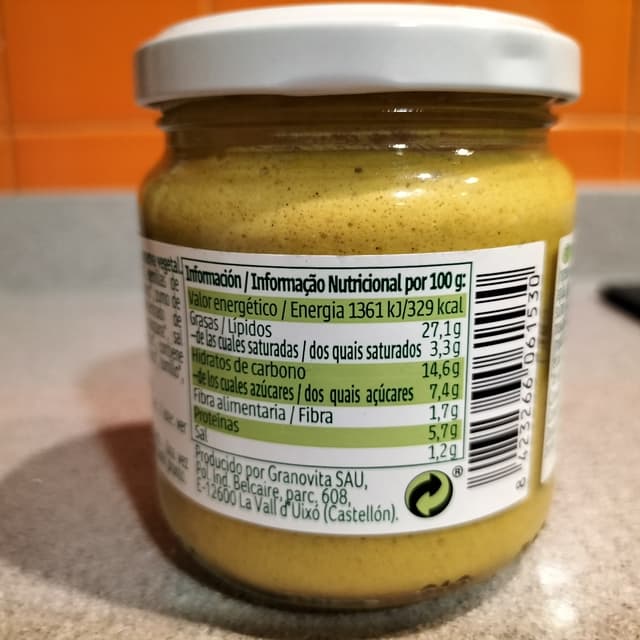 Información / Informação Nutricional por 100 g:
Valor energético / Energia 1361 kJ/329 kcal
Grasas / Lípidos 27,1g
-de las cuales saturadas / dos quais saturados 3,3g
Hidratos de carbono 14,6g
-de los cuales azúcares / dos quais açúcares 7,4g
Fibra alimentaria / Fibra 1,7g
Proteínas 5,7g
Sal 1,2g
Producido por Granovita SAU,
Pol. Ind. Belcaire, parc. 608,
E-12600 La Vall d'Uixó (Castellón).
®
8 423266 061530
vegetal,